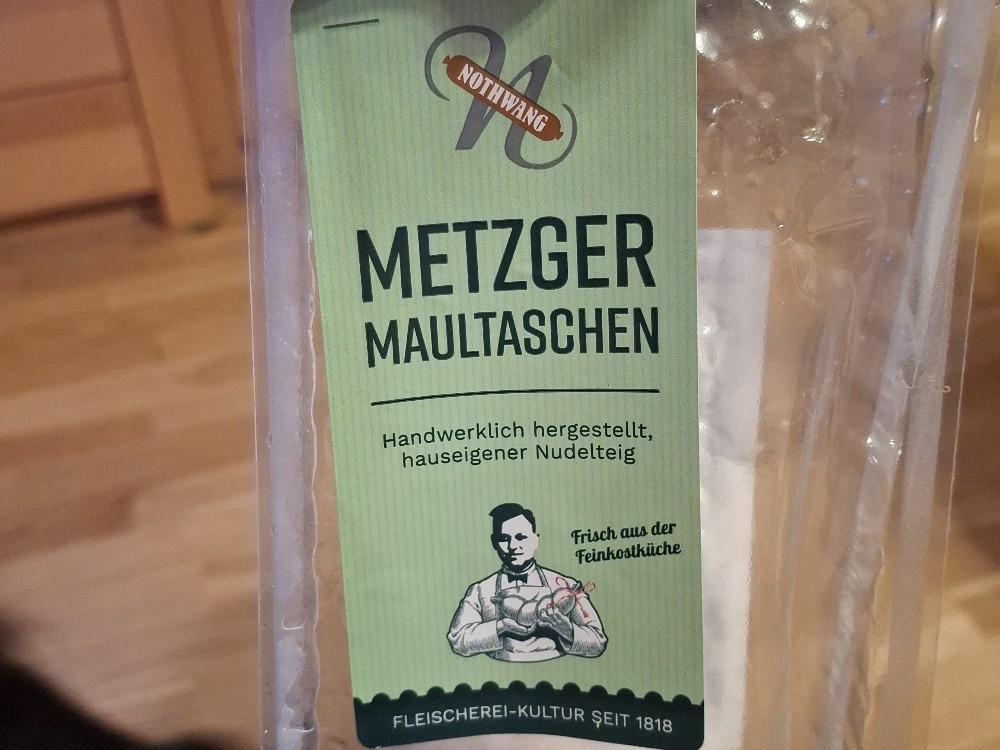 NOTHWANG
METZGER
MAULTASCHEN
Handwerklich hergestellt,
hauseigener Nudelteig
Frisch aus der
Feinkostküche
FLEISCHEREI-KULTUR SEIT 1818